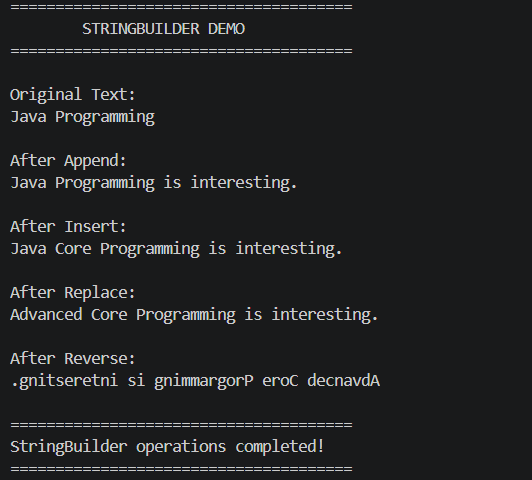 ======================================
STRINGBUILDER DEMO
======================================
Original Text:
Java Programming
After Append:
Java Programming is interesting.
After Insert:
Java Core Programming is interesting.
After Replace:
Advanced Core Programming is interesting.
After Reverse:
.gnitseretni si gnimmargorP eroC decnavdA
======================================
StringBuilder operations completed!
======================================